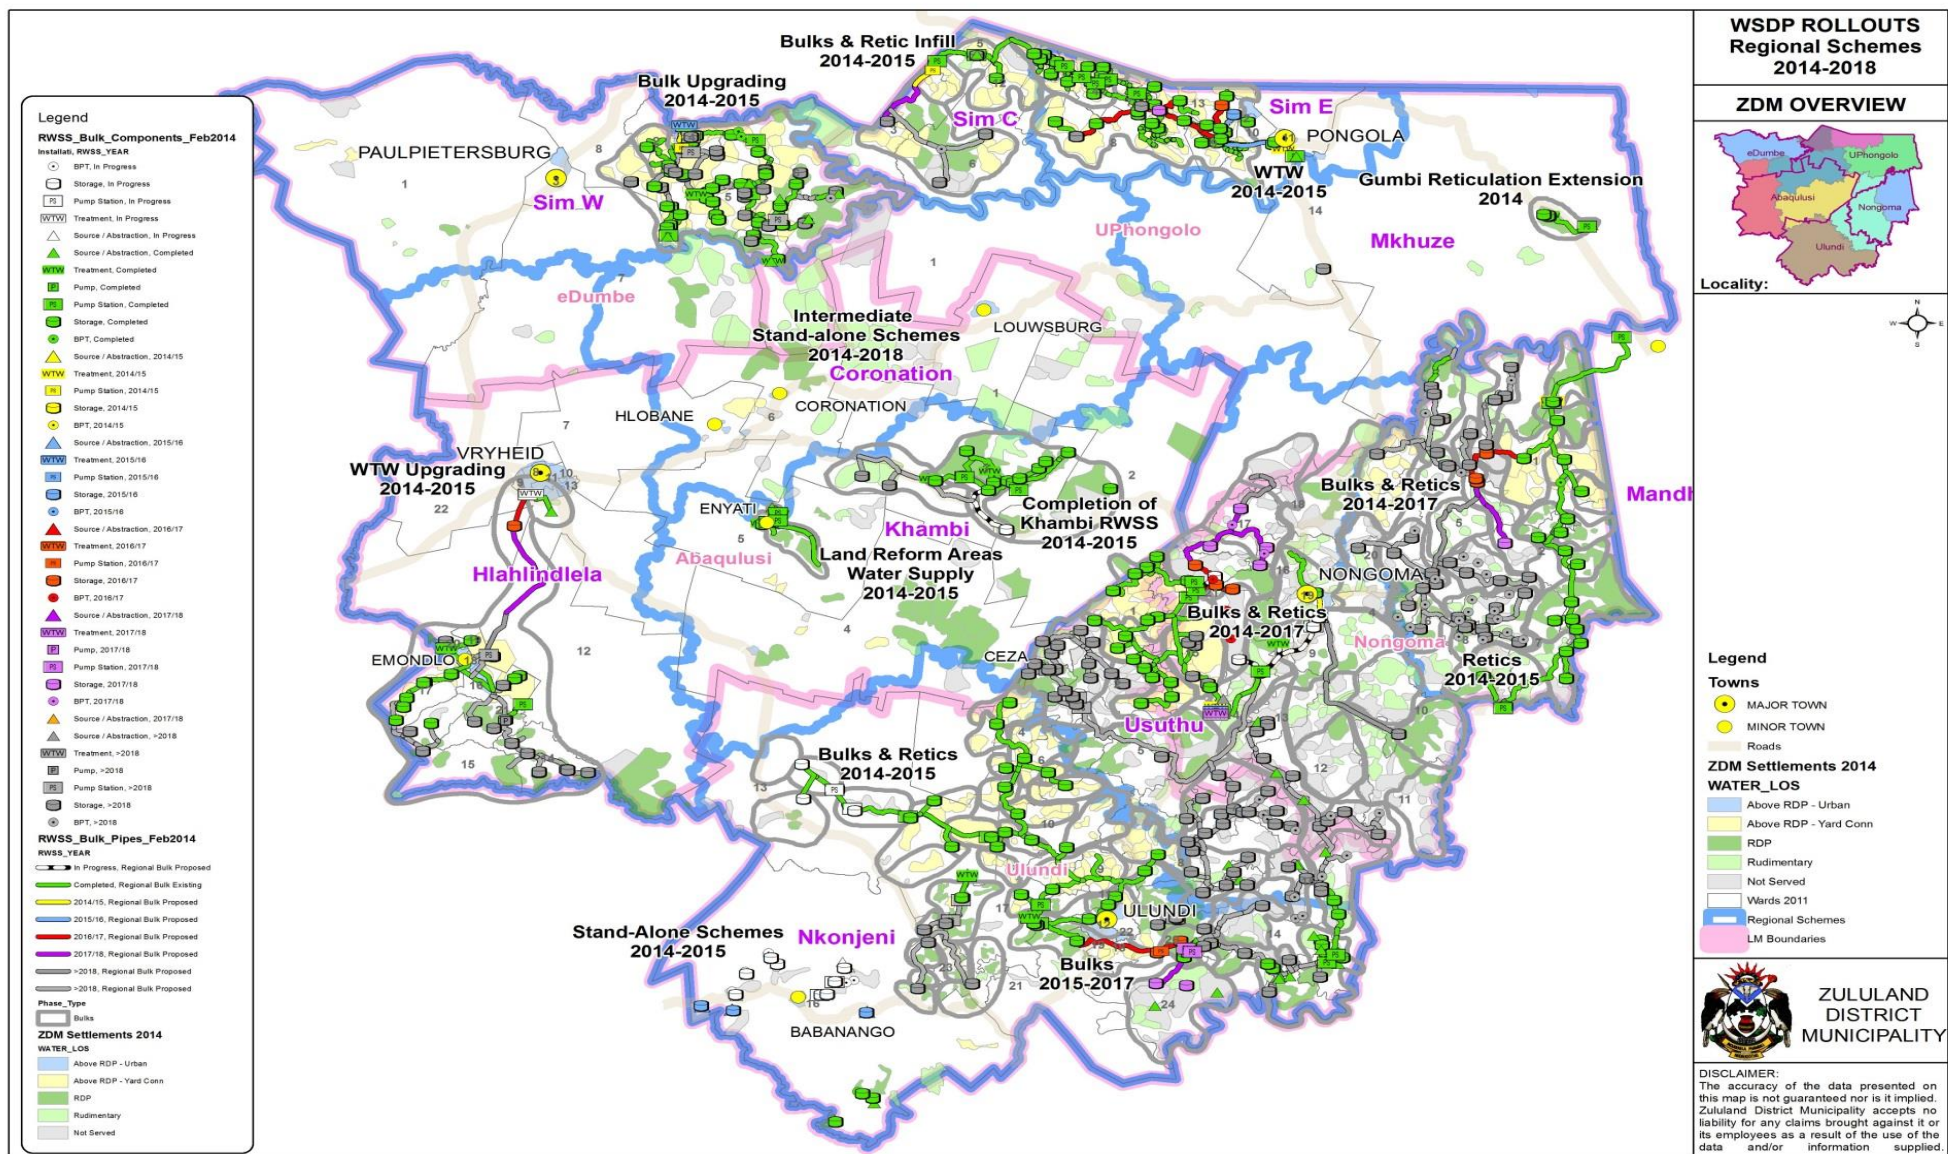 WSDP ROLLOUTS
Regional Schemes
2014-2018
ZDM OVERVIEW
eDumbe
UPhongolo
Abaqulusi
Nongoma
Ulundi
Locality:
N
W
E
S
Legend
Towns
MAJOR TOWN
MINOR TOWN
Roads
ZDM Settlements 2014
WATER_LOS
Above RDP - Urban
Above RDP - Yard Conn
RDP
Rudimentary
Not Served
Wards 2011
Regional Schemes
LM Boundaries
ZULULAND
DISTRICT
MUNICIPALITY
DISCLAIMER:
The accuracy of the data presented on
this map is not guaranteed nor is it implied.
Zululand District Municipality accepts no
liability for any claims brought against it or
its employees as a result of the use of the
data and/or information supplied.
Legend
RWSS_Bulk_Components_Feb2014
Installati, RWSS_YEAR
BPT, In Progress
Storage, In Progress
PS Pump Station, In Progress
WTW Treatment, In Progress
Source / Abstraction, In Progress
Source / Abstraction, Completed
WTW Treatment, Completed
P Pump, Completed
PS Pump Station, Completed
Storage, Completed
BPT, Completed
Source / Abstraction, 2014/15
WTW Treatment, 2014/15
PS Pump Station, 2014/15
Storage, 2014/15
BPT, 2014/15
Source / Abstraction, 2015/16
WTW Treatment, 2015/16
PS Pump Station, 2015/16
Storage, 2015/16
BPT, 2015/16
Source / Abstraction, 2016/17
WTW Treatment, 2016/17
PS Pump Station, 2016/17
Storage, 2016/17
BPT, 2016/17
Source / Abstraction, 2017/18
WTW Treatment, 2017/18
P Pump, 2017/18
PS Pump Station, 2017/18
Storage, 2017/18
BPT, 2017/18
Source / Abstraction, 2017/18
Source / Abstraction, >2018
WTW Treatment, >2018
P Pump, >2018
PS Pump Station, >2018
Storage, >2018
BPT, >2018
RWSS_Bulk_Pipes_Feb2014
RWSS_YEAR
In Progress, Regional Bulk Proposed
Completed, Regional Bulk Existing
2014/15, Regional Bulk Proposed
2015/16, Regional Bulk Proposed
2016/17, Regional Bulk Proposed
2017/18, Regional Bulk Proposed
>2018, Regional Bulk Proposed
>2018, Regional Bulk Proposed
Phase_Type
Bulks
ZDM Settlements 2014
WATER_LOS
Above RDP - Urban
Above RDP - Yard Conn
RDP
Rudimentary
Not Served
Bulks & Retic Infill
2014-2015
Bulk Upgrading
2014-2015
PAULPIETERSBURG
Sim W
Sim C
Sim E
PONGOLA
WTW
2014-2015
Gumbi Reticulation Extension
2014
UPhongolo
Mkhuze
eDumbe
Intermediate
Stand-alone Schemes
2014-2018
LOUWSBURG
Coronation
CORONATION
HLOBANE
VRYHEID
WTW Upgrading
2014-2015
ENYATI
Khambi
Completion of
Khambi RWSS
2014-2015
Bulks & Retics
2014-2017
Mandh
Abaqulusi
Land Reform Areas
Water Supply
2014-2015
Hlahlindlela
NONGOMA
Bulks & Retics
2014-2017
Nongoma
CEZA
EMONDLO
Retics
2014-2015
Usuthu
Bulks & Retics
2014-2015
Ulundi
ULUNDI
Stand-Alone Schemes
2014-2015
Nkonjeni
Bulks
2015-2017
BABANANGO